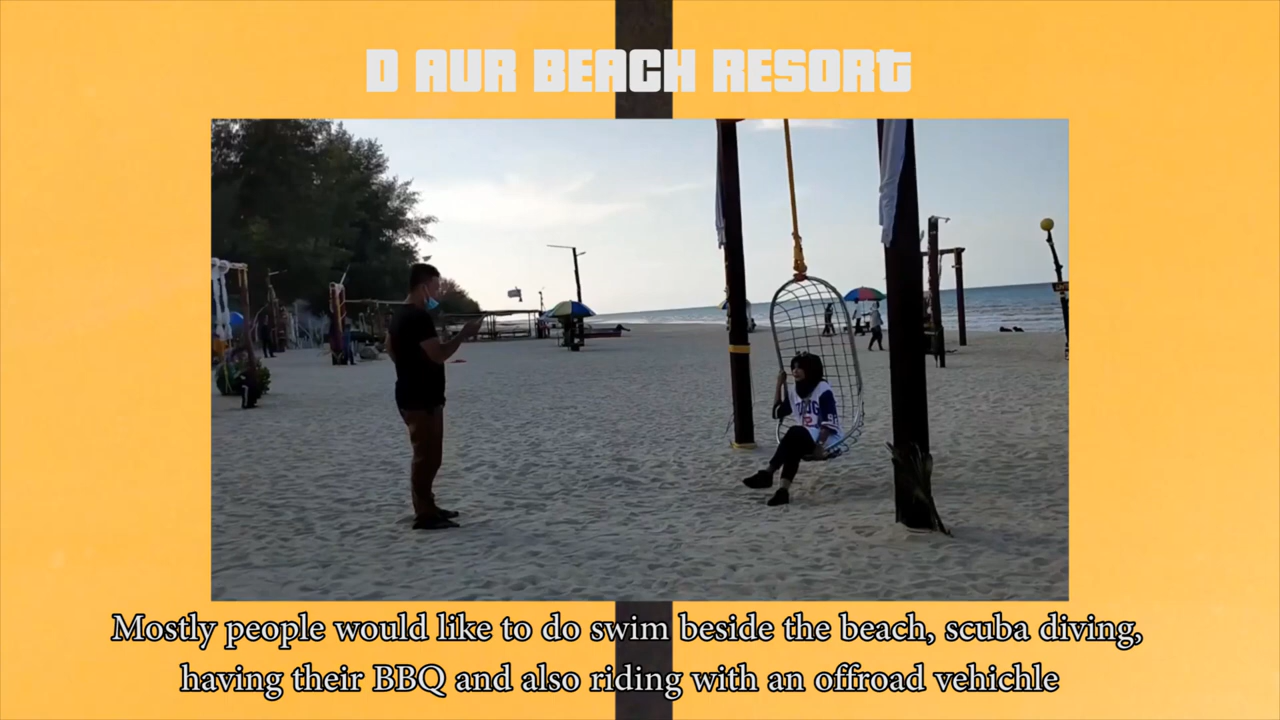 D AUR BEACH RESORT
Mostly people would like to do swim beside the beach, scuba diving,
having their BBQ and also riding with an offroad vehichle